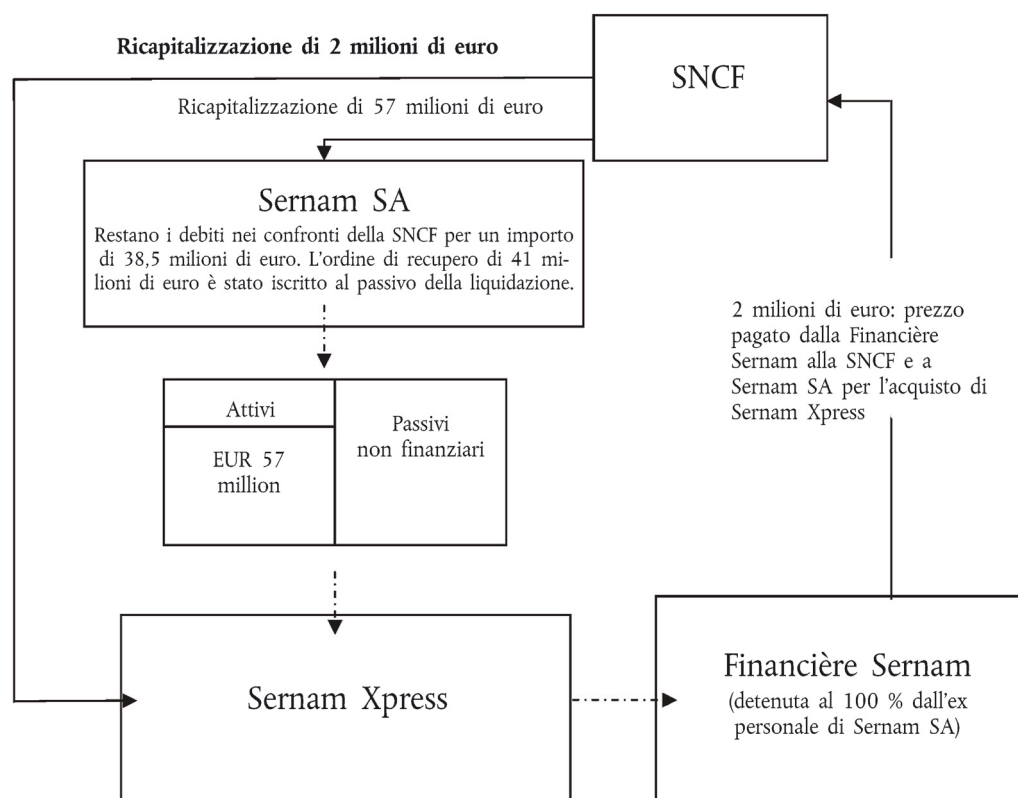 Ricapitalizzazione di 2 milioni di euro
SNCF
Ricapitalizzazione di 57 milioni di euro
Sernam SA
Restano i debiti nei confronti della SNCF per un importo
di 38,5 milioni di euro. L'ordine di recupero di 41 mi-
lioni di euro è stato iscritto al passivo della liquidazione.
2 milioni di euro: prezzo
pagato dalla Financière
Sernam alla SNCF e a
Sernam SA per l'acquisto di
Sernam Xpress
Attivi
EUR 57
million
Passivi
non finanziari
Sernam Xpress
Financière Sernam
(detenuta al 100 % dall'ex
personale di Sernam SA)